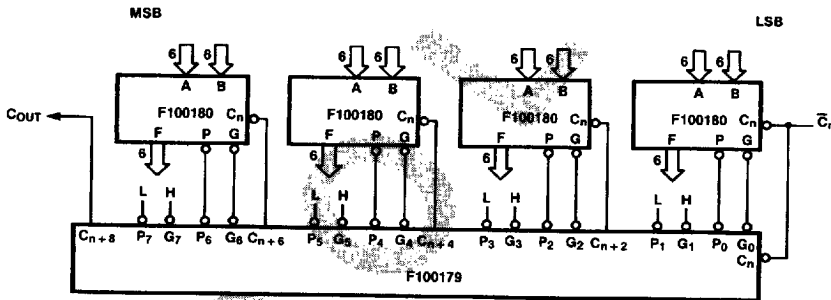 MSB LSB
6 6 6 6 6 6 6 6
A B A B A B A B
F100180 Cn F100180 Cn F100180 Cn F100180 Cn
COUT
F P G F P G F P G F P G
6 6 6 6
L H L H L H L H
Cn+8 P7 G7 P6 G6 Cn+6 P5 G5 P4 G4 Cn+4 P3 G3 P2 G2 Cn+2 P1 G1 P0 G0
Cn
F100179